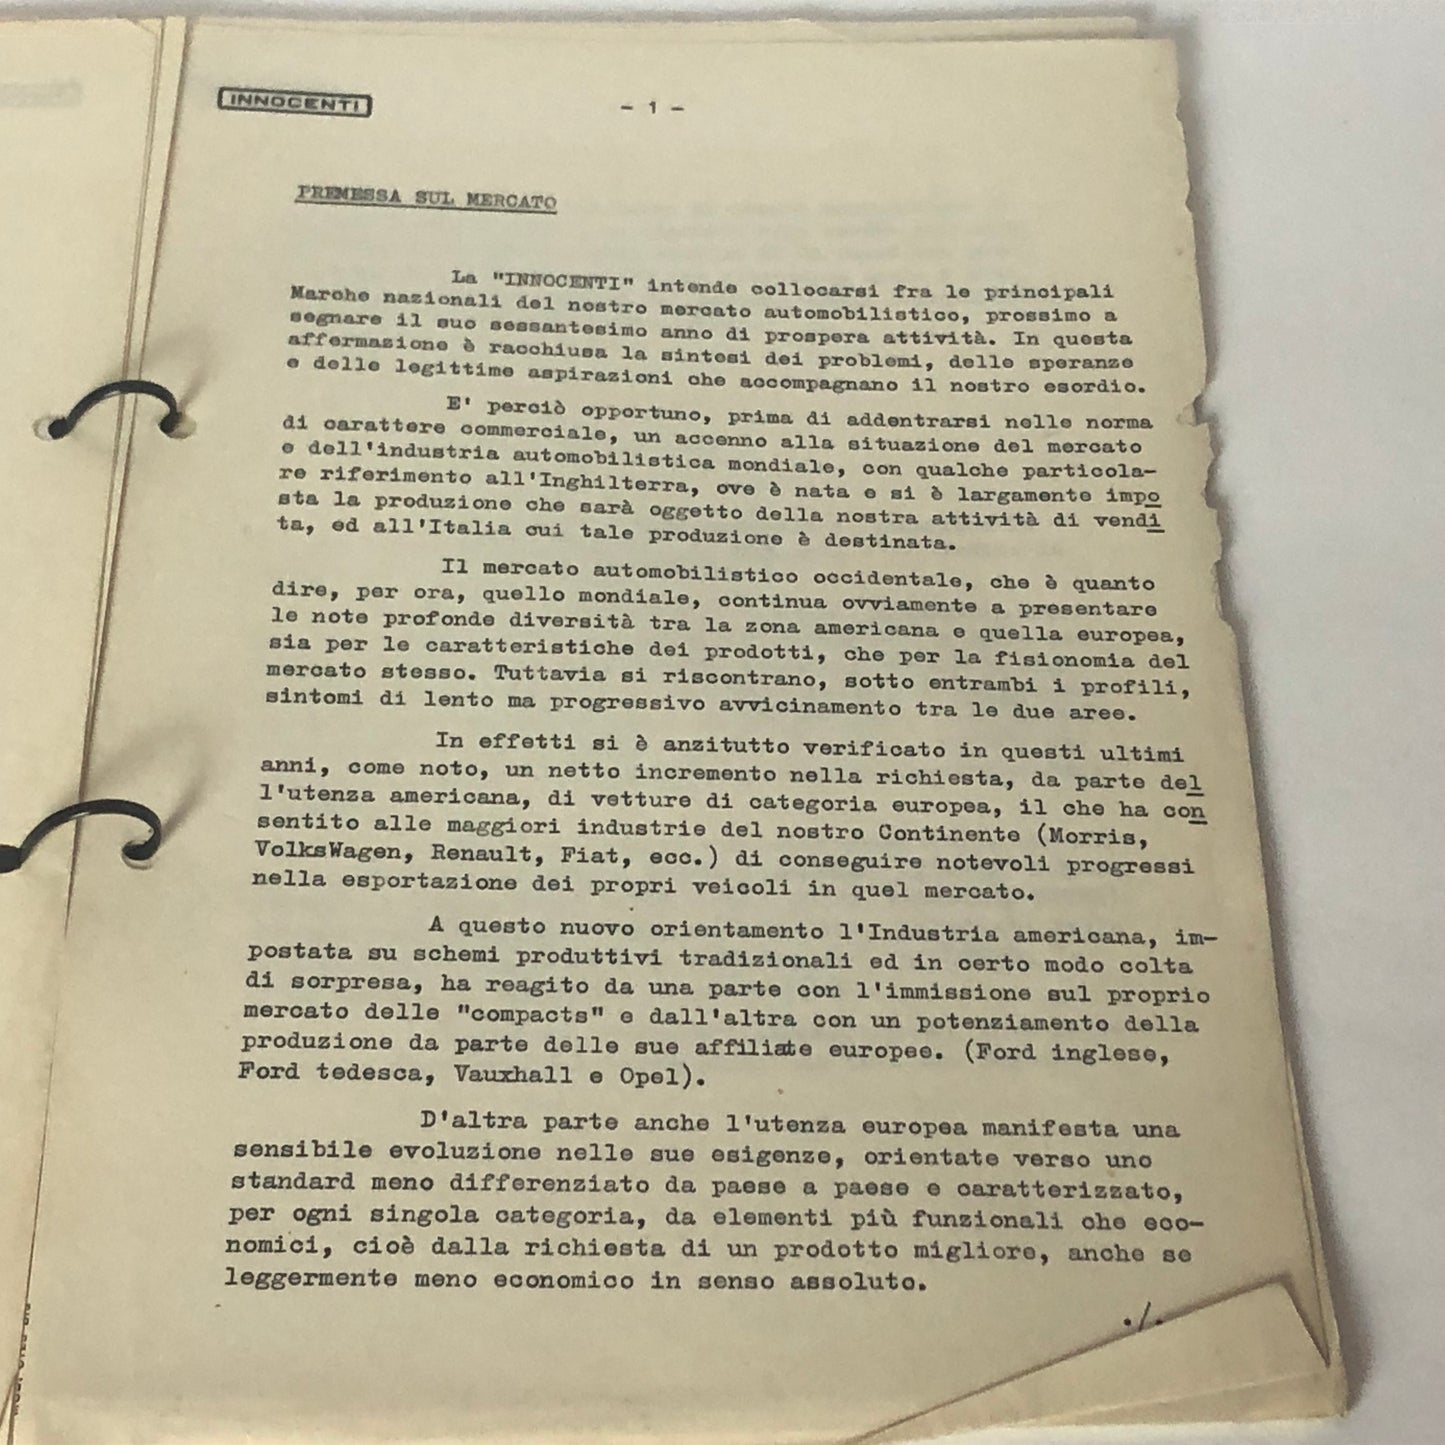 INNOCENTI
- 1 -
PREMESSA SUL MERCATO
La "INNOCENTI" intende collocarsi fra le principali
Marche nazionali del nostro mercato automobilistico, prossimo a
segnare il suo sessantesimo anno di prospera attività. In questa
affermazione è racchiusa la sintesi dei problemi, delle speranze
e delle legittime aspirazioni che accompagnano il nostro esordio.
E' perciò opportuno, prima di addentrarsi nelle norme
di carattere commerciale, un accenno alla situazione del mercato
e dell'industria automobilistica mondiale, con qualche particola-
re riferimento all'Inghilterra, ove è nata e si è largamente impo
sta la produzione che sarà oggetto della nostra attività di vendi
ta, ed all'Italia cui tale produzione è destinata.
Il mercato automobilistico occidentale, che è quanto
dire, per ora, quello mondiale, continua ovviamente a presentare
le note profonde diversità tra la zona americana e quella europea,
sia per le caratteristiche dei prodotti, che per la fisionomia del
mercato stesso. Tuttavia si riscontrano, sotto entrambi i profili,
sintomi di lento ma progressivo avvicinamento tra le due aree.
In effetti si è anzitutto verificato in questi ultimi
anni, come noto, un netto incremento nella richiesta, da parte del
l'utenza americana, di vetture di categoria europea, il che ha con
sentito alle maggiori industrie del nostro Continente (Morris,
VolksWagen, Renault, Fiat, ecc.) di conseguire notevoli progressi
nella esportazione dei propri veicoli in quel mercato.
A questo nuovo orientamento l'Industria americana, im-
postata su schemi produttivi tradizionali ed in certo modo colta
di sorpresa, ha reagito da una parte con l'immissione sul proprio
mercato delle "compacts" e dall'altra con un potenziamento della
produzione da parte delle sue affiliate europee. (Ford inglese,
Ford tedesca, Vauxhall e Opel).
D'altra parte anche l'utenza europea manifesta una
sensibile evoluzione nelle sue esigenze, orientate verso uno
standard meno differenziato da paese a paese e caratterizzato,
per ogni singola categoria, da elementi più funzionali che eco-
nomici, cioè dalla richiesta di un prodotto migliore, anche se
leggermente meno economico in senso assoluto.
./.